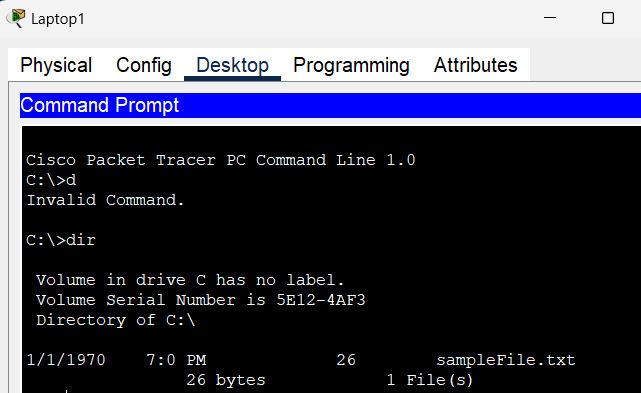 Laptop1
Physical Config Desktop Programming Attributes
Command Prompt
Cisco Packet Tracer PC Command Line 1.0
C:\>d
Invalid Command.
C:\>dir
Volume in drive C has no label.
Volume Serial Number is 5E12-4AF3
Directory of C:\
1/1/1970 7:0 PM 26 sampleFile.txt
26 bytes 1 File(s)